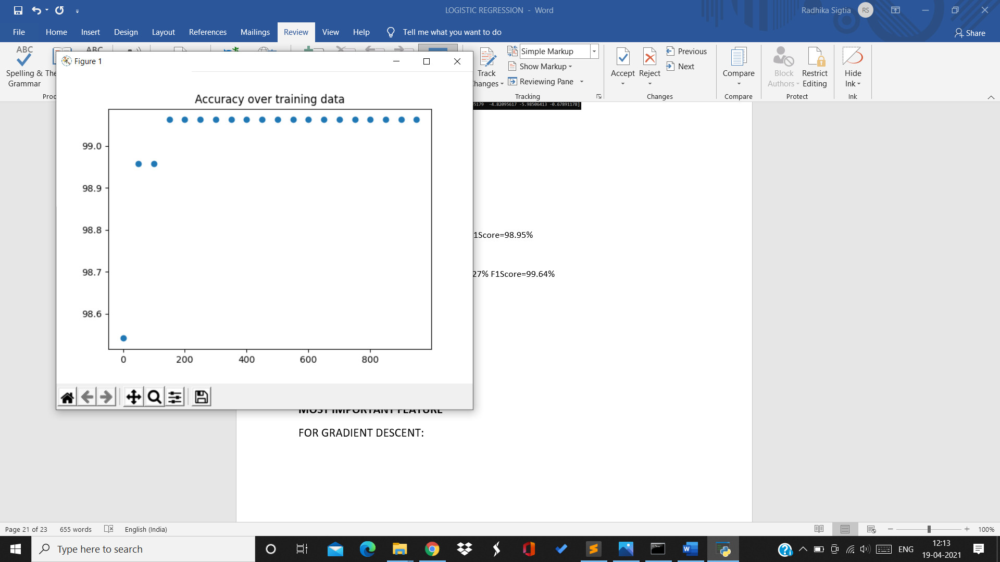 LOGISTIC REGRESSION - Word
Radhika Sigtia RS
File Home Insert Design Layout References Mailings Review View Help Tell me what you want to do Share
ABC
Spelling &
Grammar
ABC
Figure 1
Track
Simple Markup
Show Markup
Reviewing Pane
Tracking
Accept
Reject
Previous
Next
Changes
Compare
Compare
Block
Authors
Restrict
Editing
Protect
Hide
Ink
Ink
5179 -4.82095617 -5.98506413 -0.67891178]
Accuracy over training data
99.0
98.9
98.8
98.7
98.6
0 200 400 600 800
1Score=98.95%
27% F1Score=99.64%
MOST IMPORTANT FEATURE
FOR GRADIENT DESCENT:
Page 21 of 23 655 words English (India) 100%
Type here to search
ENG
12:13
19-04-2021